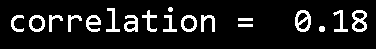 correlation =  0.18